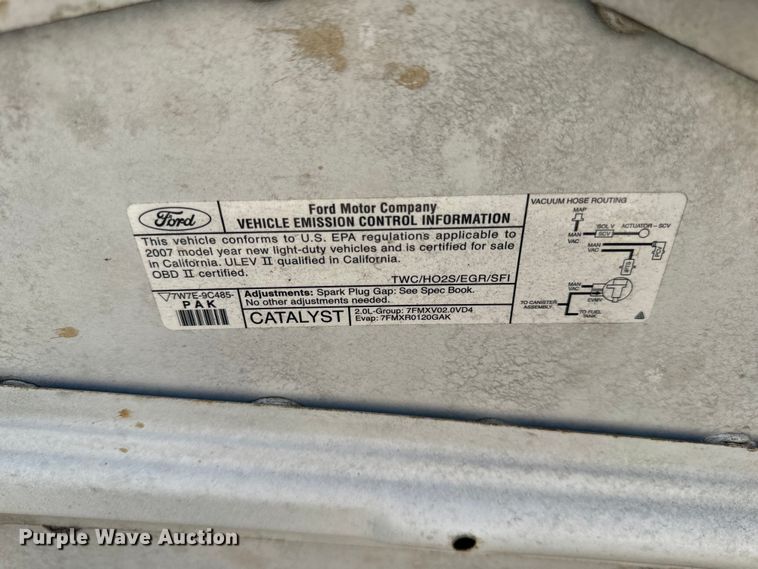 Ford
Ford Motor Company
VEHICLE EMISSION CONTROL INFORMATION
This vehicle conforms to U.S. EPA regulations applicable to
2007 model year new light-duty vehicles and is certified for sale
in California. ULEV II qualified in California.
OBD II certified.
TWC/HO2S/EGR/SFI
7W7E-9C485-
PAK
Adjustments: Spark Plug Gap: See Spec Book.
No other adjustments needed.
CATALYST
2.0L-Group: 7FMXV02.0VD4
Evap: 7FMXR0120GAK
VACUUM HOSE ROUTING
MAP
ISOL V
ACTUATOR-SCV
SCV
MAN
VAC
MAN
VAC
MAN
VAC
EVMV
TO CANISTER
ASSEMBLY
TO FUEL
TANK
Purple Wave Auction